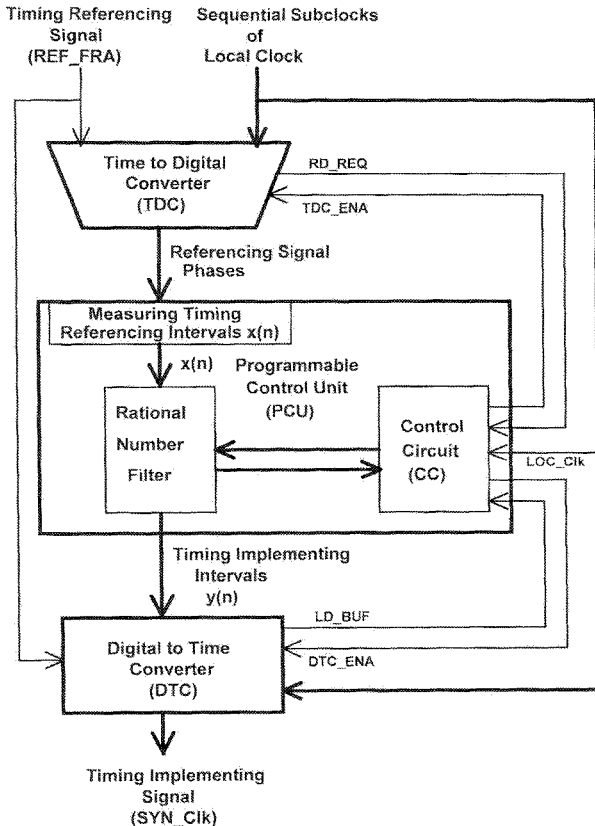 Timing Referencing
Signal
(REF_FRA)
Sequential Subclocks
of
Local Clock
Time to Digital
Converter
(TDC)
RD_REQ
TDC_ENA
Referencing Signal
Phases
Measuring Timing
Referencing Intervals x(n)
x(n)
Programmable
Control Unit
(PCU)
Rational
Number
Filter
Control
Circuit
(CC)
LOC_Clk
Timing Implementing
Intervals
y(n)
LD_BUF
Digital to Time
Converter
(DTC)
DTC_ENA
Timing Implementing
Signal
(SYN_Clk)